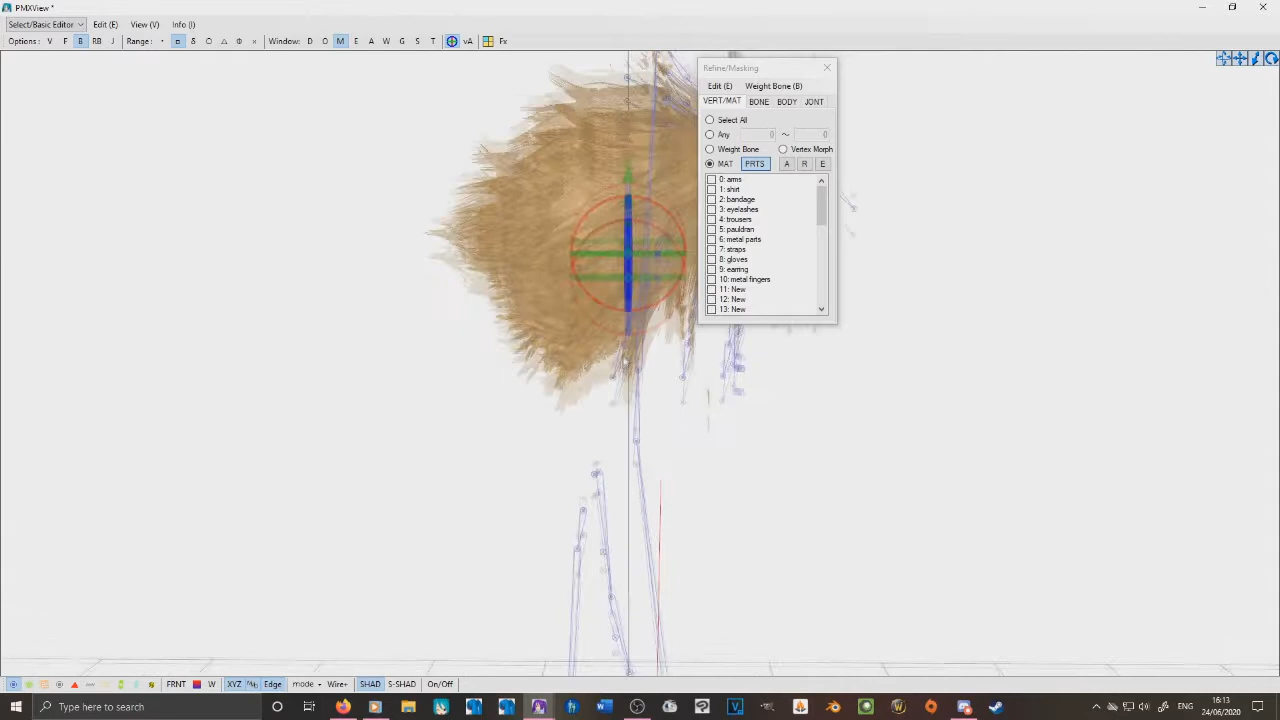 PMXView *
Select/Basic Editor Edit (E) View (V) Info (I)
Options: V F B RB J Range: Window: D O M E A W G S T vA Fx
Refine/Masking
Edit (E) Weight Bone (B)
VERT/MAT BONE BODY JONT
Select All
Any 0 ~ 0
Weight Bone Vertex Morph
MAT PRTS A R E
0: arms
1: shirt
2: bandage
3: eyelashes
4: trousers
5: pauldran
6: metal parts
7: straps
8: gloves
9: earring
10: metal fingers
11: New
12: New
13: New
FRNT W XYZ Edge mode Wire+ SHAD S-SHAD On/Off
Type here to search
ENG
16:13
24/06/2020